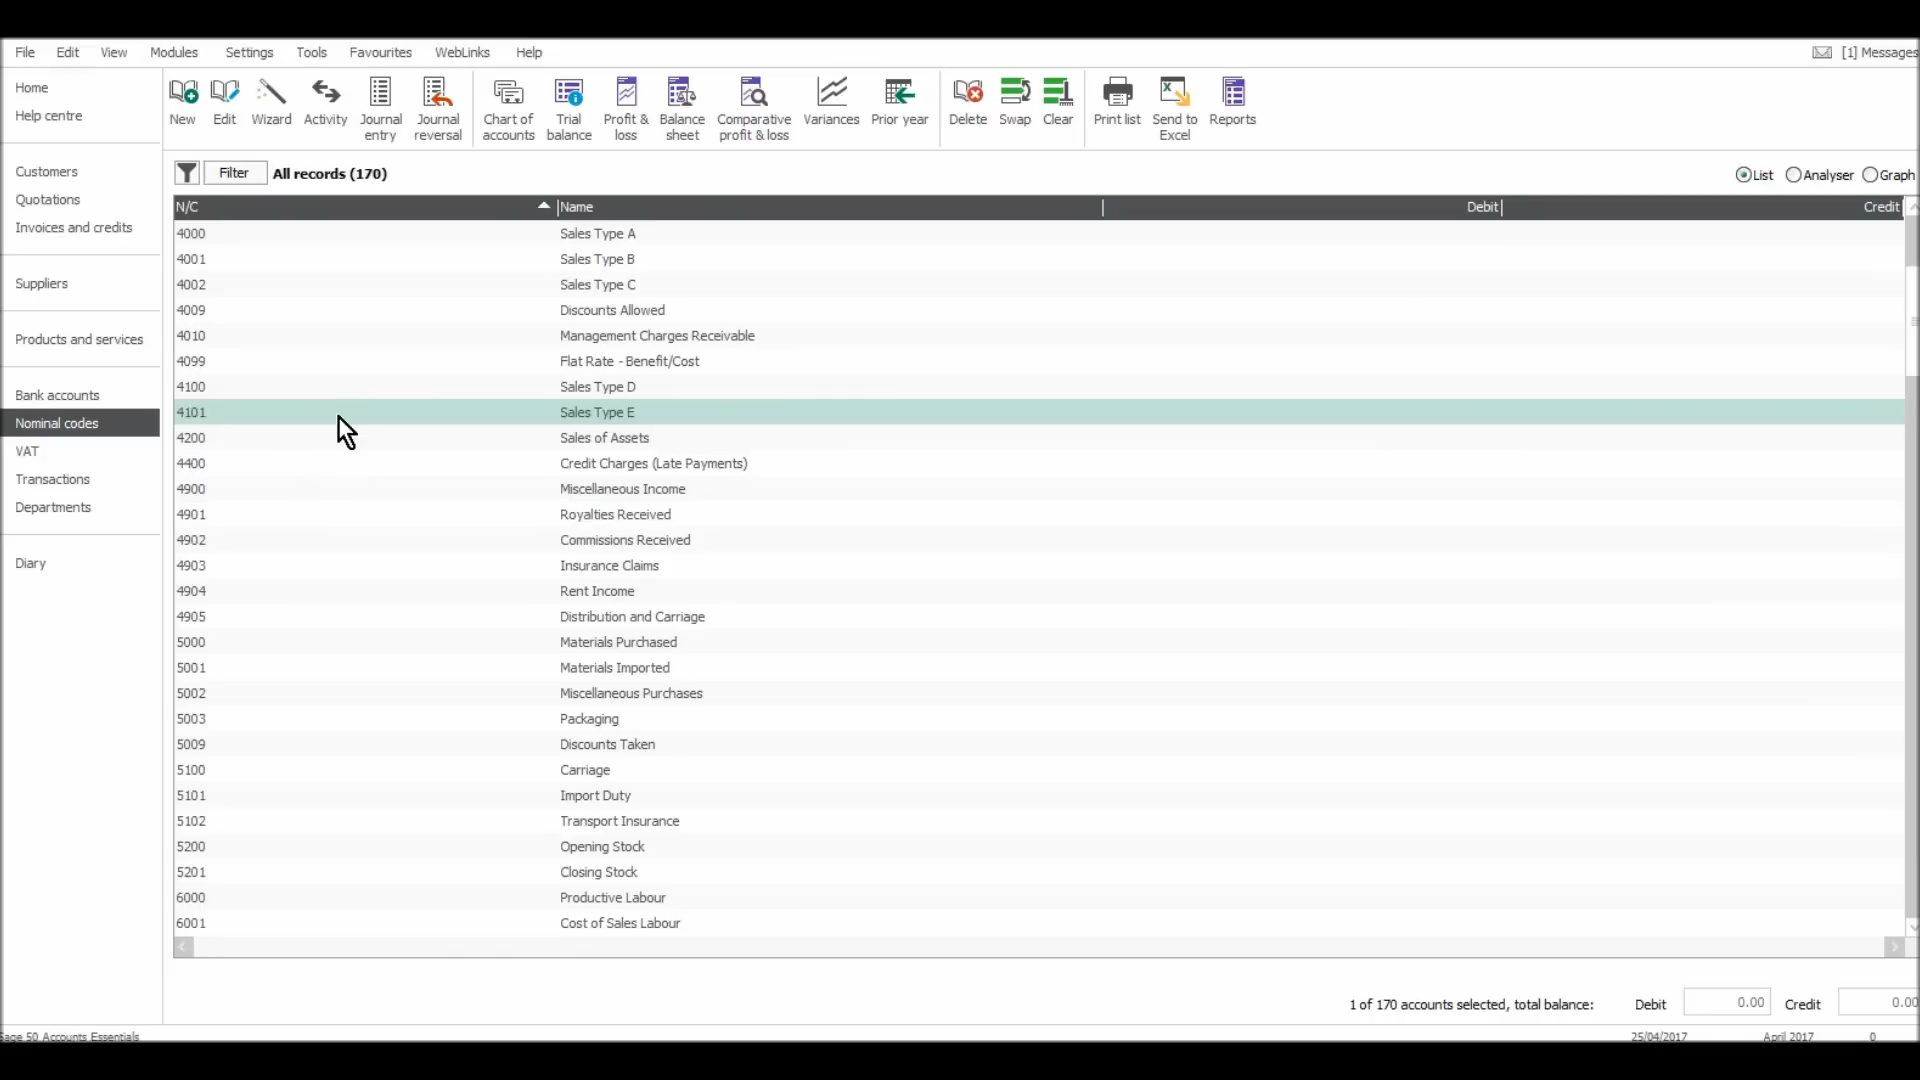 File Edit View Modules Settings Tools Favourites WebLinks Help [1] Messages
Home
Help centre
Customers
Quotations
Invoices and credits
Suppliers
Products and services
Bank accounts
Nominal codes
VAT
Transactions
Departments
Diary
New Edit Wizard Activity Journal entry Journal reversal Chart of accounts Trial balance Profit & loss Balance sheet Comparative profit & loss Variances Prior year Delete Swap Clear Print list Send to Excel Reports
Filter All records (170) List Analyser Graph
N/C Name Debit Credit
4000 Sales Type A
4001 Sales Type B
4002 Sales Type C
4009 Discounts Allowed
4010 Management Charges Receivable
4099 Flat Rate - Benefit/Cost
4100 Sales Type D
4101 Sales Type E
4200 Sales of Assets
4400 Credit Charges (Late Payments)
4900 Miscellaneous Income
4901 Royalties Received
4902 Commissions Received
4903 Insurance Claims
4904 Rent Income
4905 Distribution and Carriage
5000 Materials Purchased
5001 Materials Imported
5002 Miscellaneous Purchases
5003 Packaging
5009 Discounts Taken
5100 Carriage
5101 Import Duty
5102 Transport Insurance
5200 Opening Stock
5201 Closing Stock
6000 Productive Labour
6001 Cost of Sales Labour
1 of 170 accounts selected, total balance: Debit 0.00 Credit 0.00
Sage 50 Accounts Essentials 25/04/2017 April 2017 0